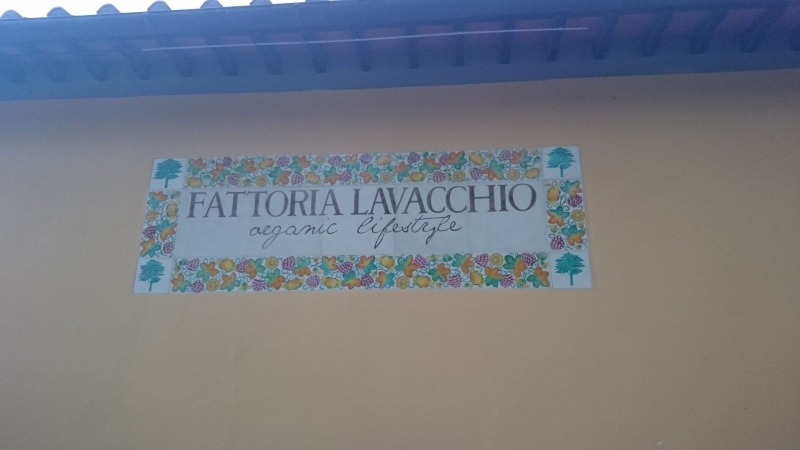 FATTORIA LAVACCHIO
organic lifestyle